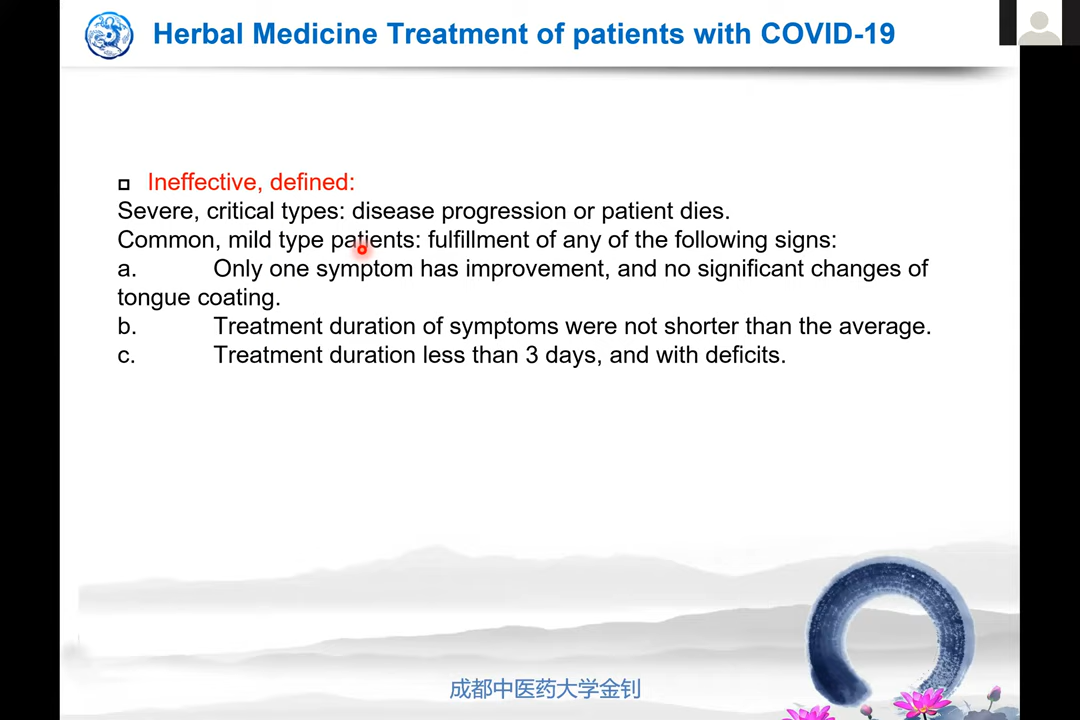 Herbal Medicine Treatment of patients with COVID-19
Ineffective, defined:
Severe, critical types: disease progression or patient dies.
Common, mild type patients: fulfillment of any of the following signs:
a. Only one symptom has improvement, and no significant changes of
tongue coating.
b. Treatment duration of symptoms were not shorter than the average.
c. Treatment duration less than 3 days, and with deficits.
成都中医药大学金钊